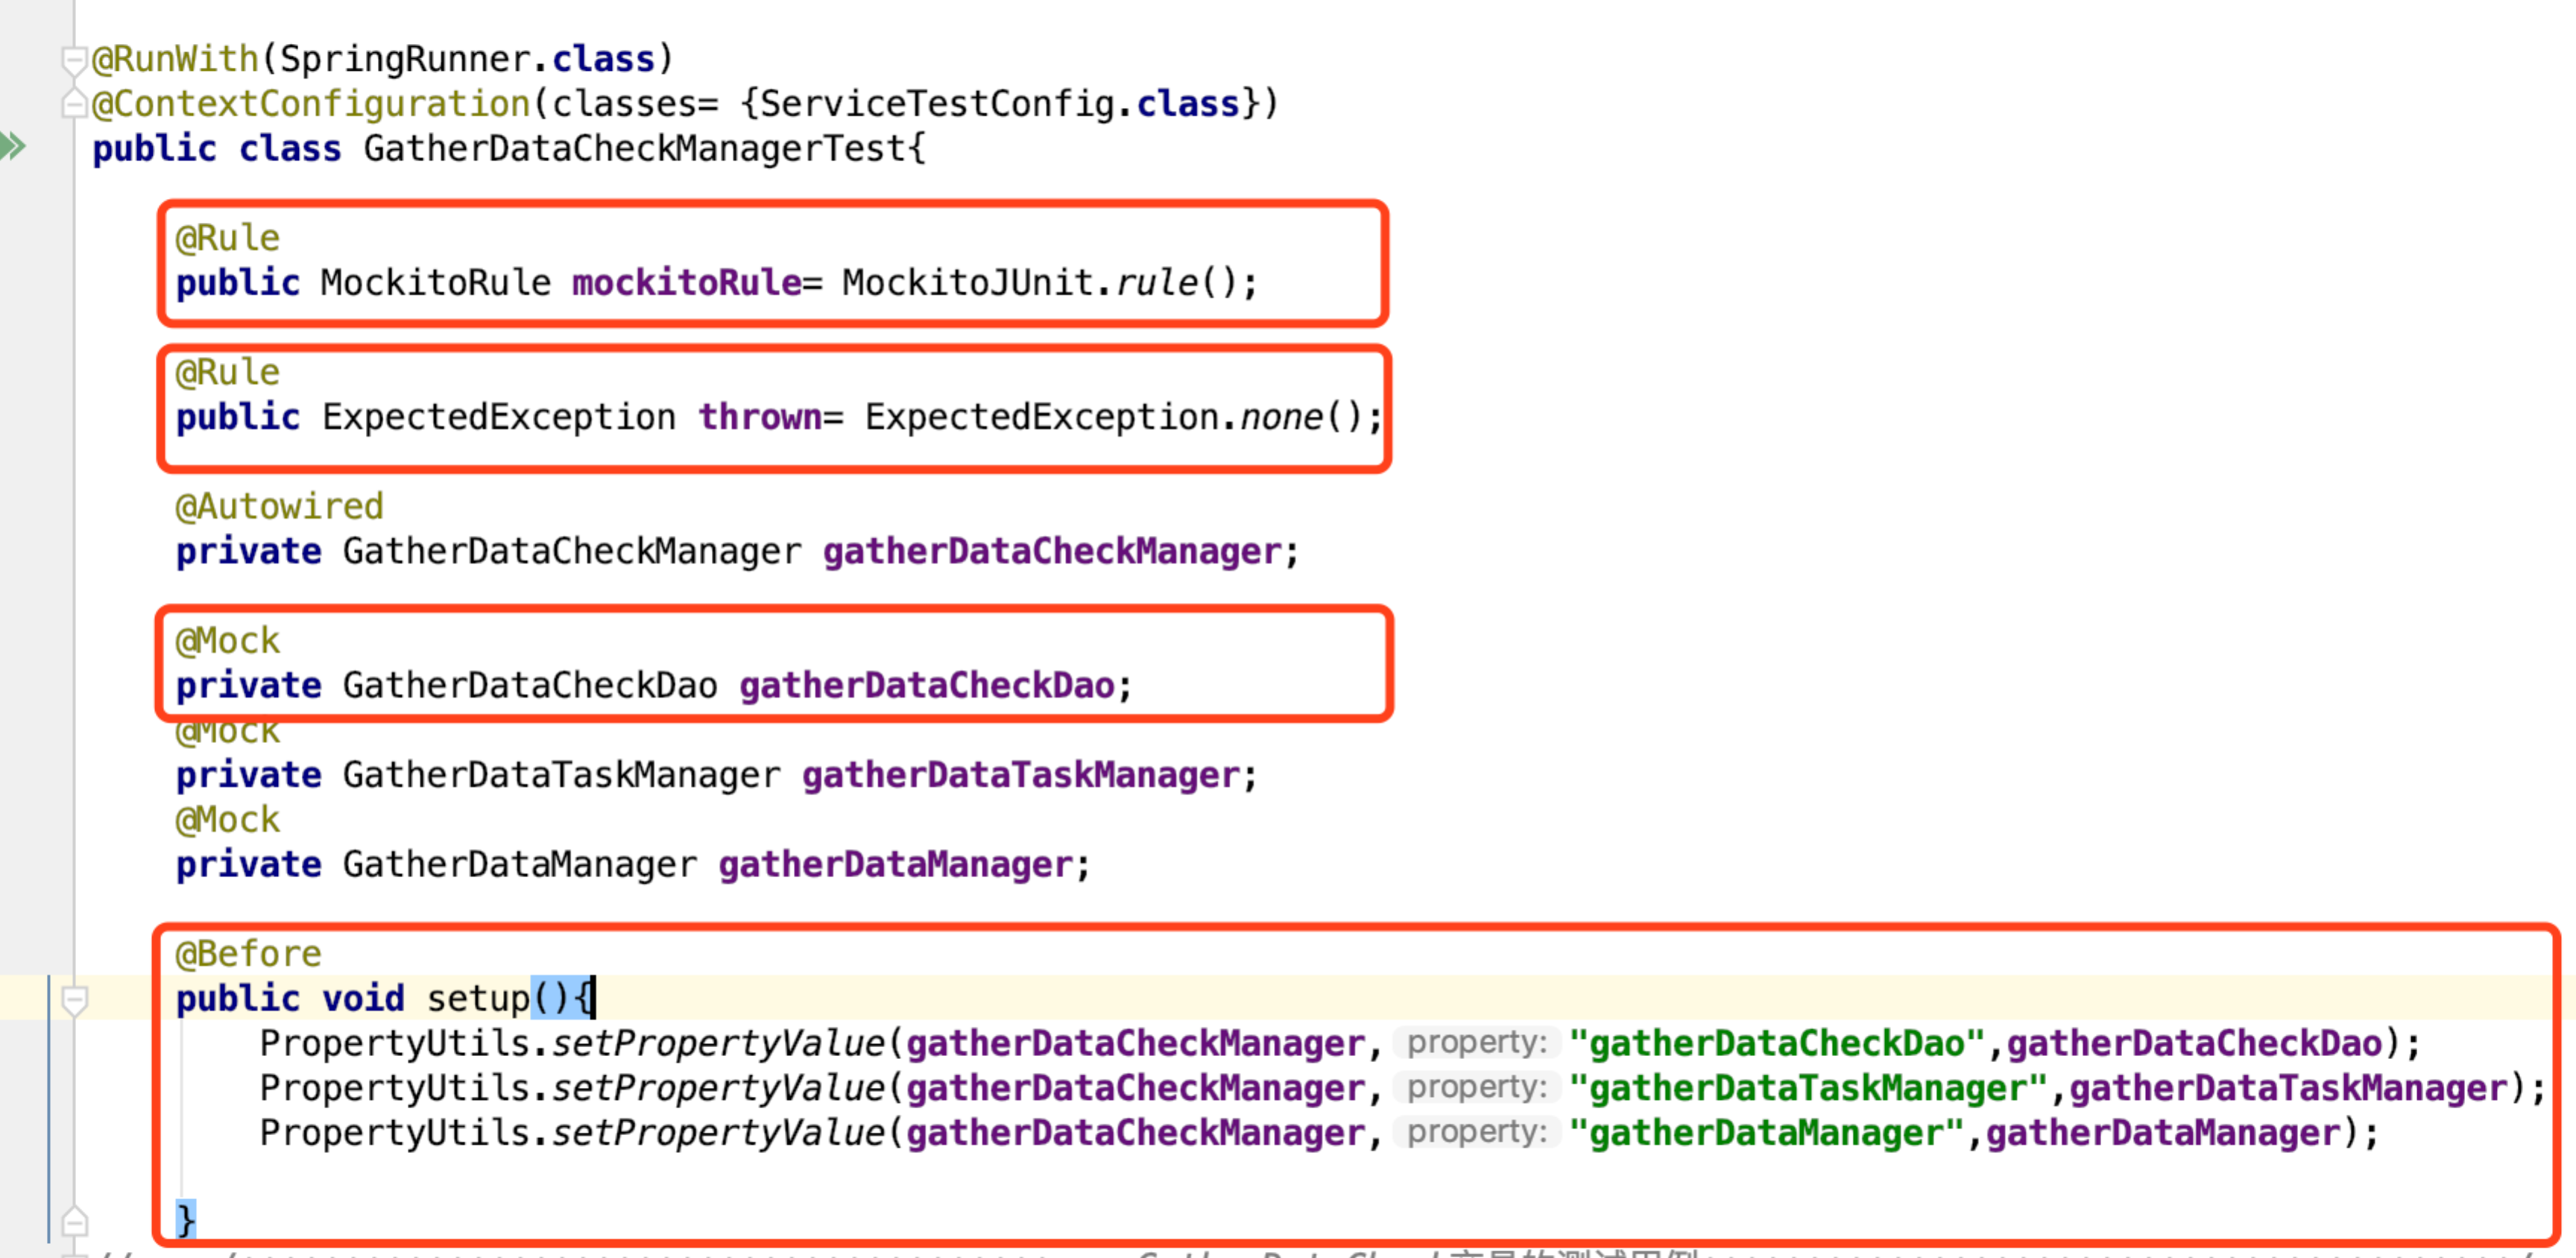 @RunWith(SpringRunner.class)
@ContextConfiguration(classes= {ServiceTestConfig.class})
public class GatherDataCheckManagerTest{
@Rule
public MockitoRule mockitoRule= MockitoJUnit.rule();
@Rule
public ExpectedException thrown= ExpectedException.none();
@Autowired
private GatherDataCheckManager gatherDataCheckManager;
@Mock
private GatherDataCheckDao gatherDataCheckDao;
@Mock
private GatherDataTaskManager gatherDataTaskManager;
@Mock
private GatherDataManager gatherDataManager;
@Before
public void setup(){
PropertyUtils.setPropertyValue(gatherDataCheckManager, property: "gatherDataCheckDao",gatherDataCheckDao);
PropertyUtils.setPropertyValue(gatherDataCheckManager, property: "gatherDataTaskManager",gatherDataTaskManager);
PropertyUtils.setPropertyValue(gatherDataCheckManager, property: "gatherDataManager",gatherDataManager);
}